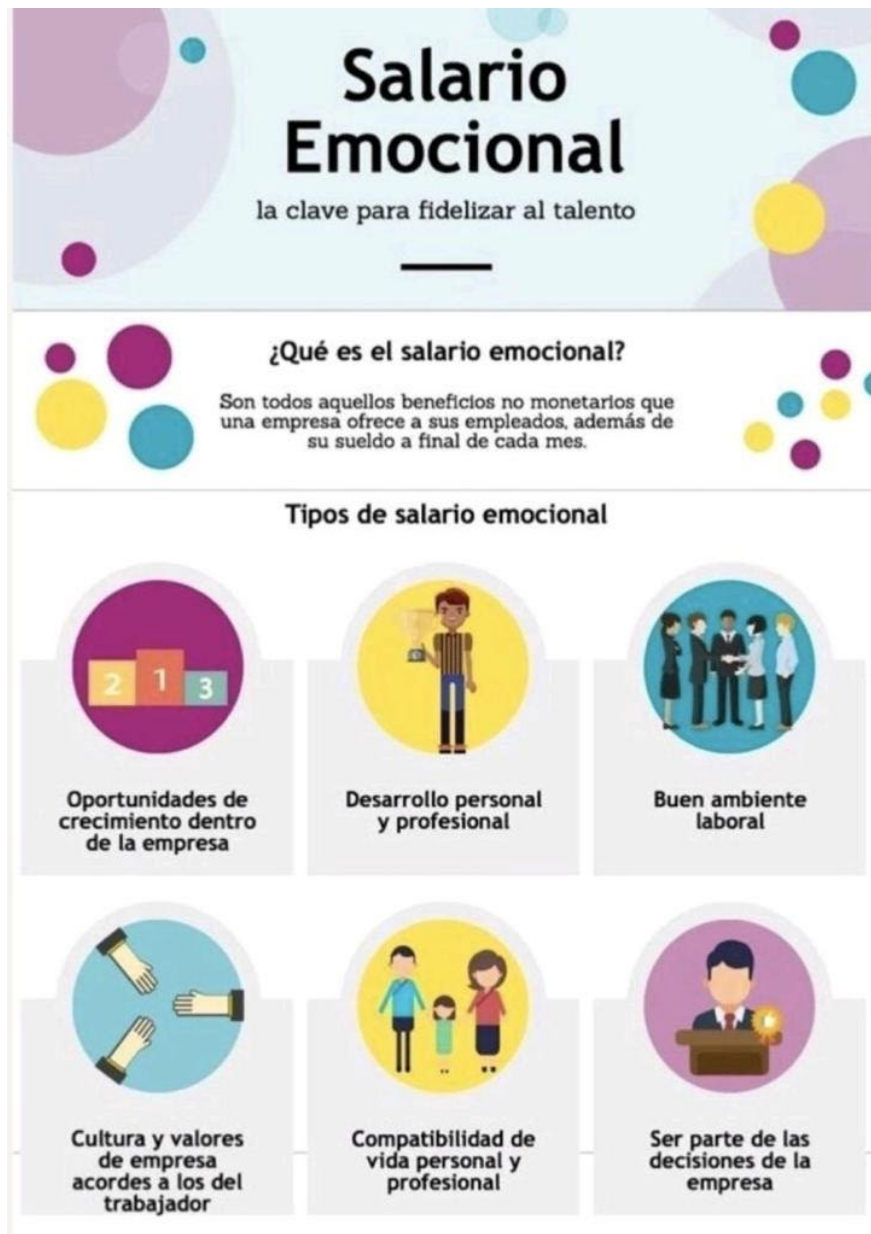 Salario
Emocional
la clave para fidelizar al talento
¿Qué es el salario emocional?
Son todos aquellos beneficios no monetarios que
una empresa ofrece a sus empleados, además de
su sueldo a final de cada mes.
Tipos de salario emocional
2 1 3
Oportunidades de
crecimiento dentro
de la empresa
Desarrollo personal
y profesional
Buen ambiente
laboral
Cultura y valores
de empresa
acordes a los del
trabajador
Compatibilidad de
vida personal y
profesional
Ser parte de las
decisiones de la
empresa